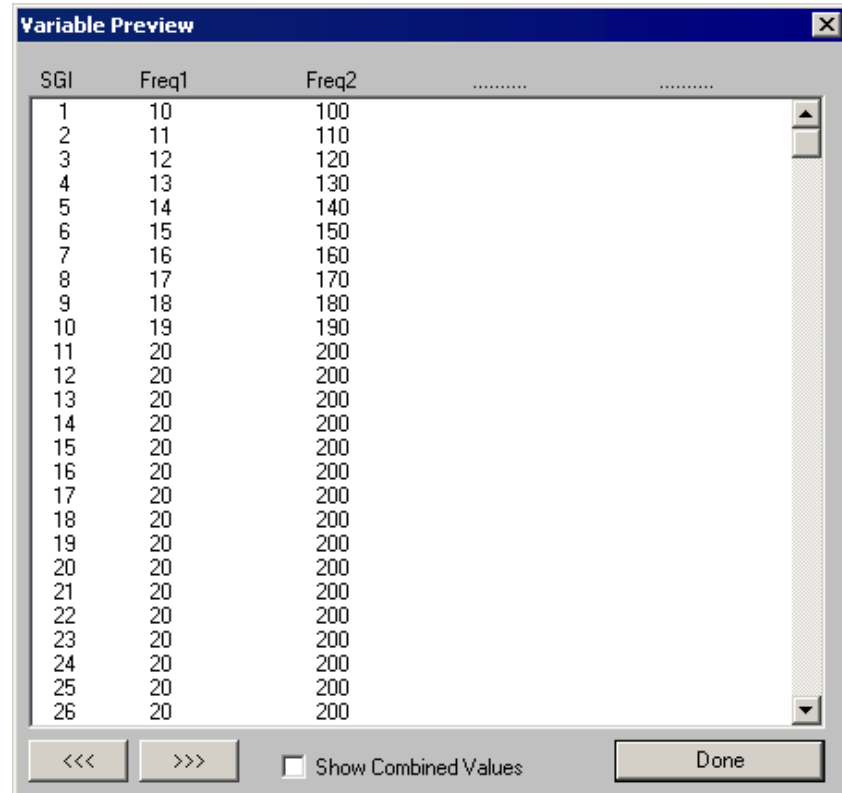 Variable Preview
SGI Freq1 Freq2 .......... ..........
1 10 100
2 11 110
3 12 120
4 13 130
5 14 140
6 15 150
7 16 160
8 17 170
9 18 180
10 19 190
11 20 200
12 20 200
13 20 200
14 20 200
15 20 200
16 20 200
17 20 200
18 20 200
19 20 200
20 20 200
21 20 200
22 20 200
23 20 200
24 20 200
25 20 200
26 20 200
<<< >>> Show Combined Values Done